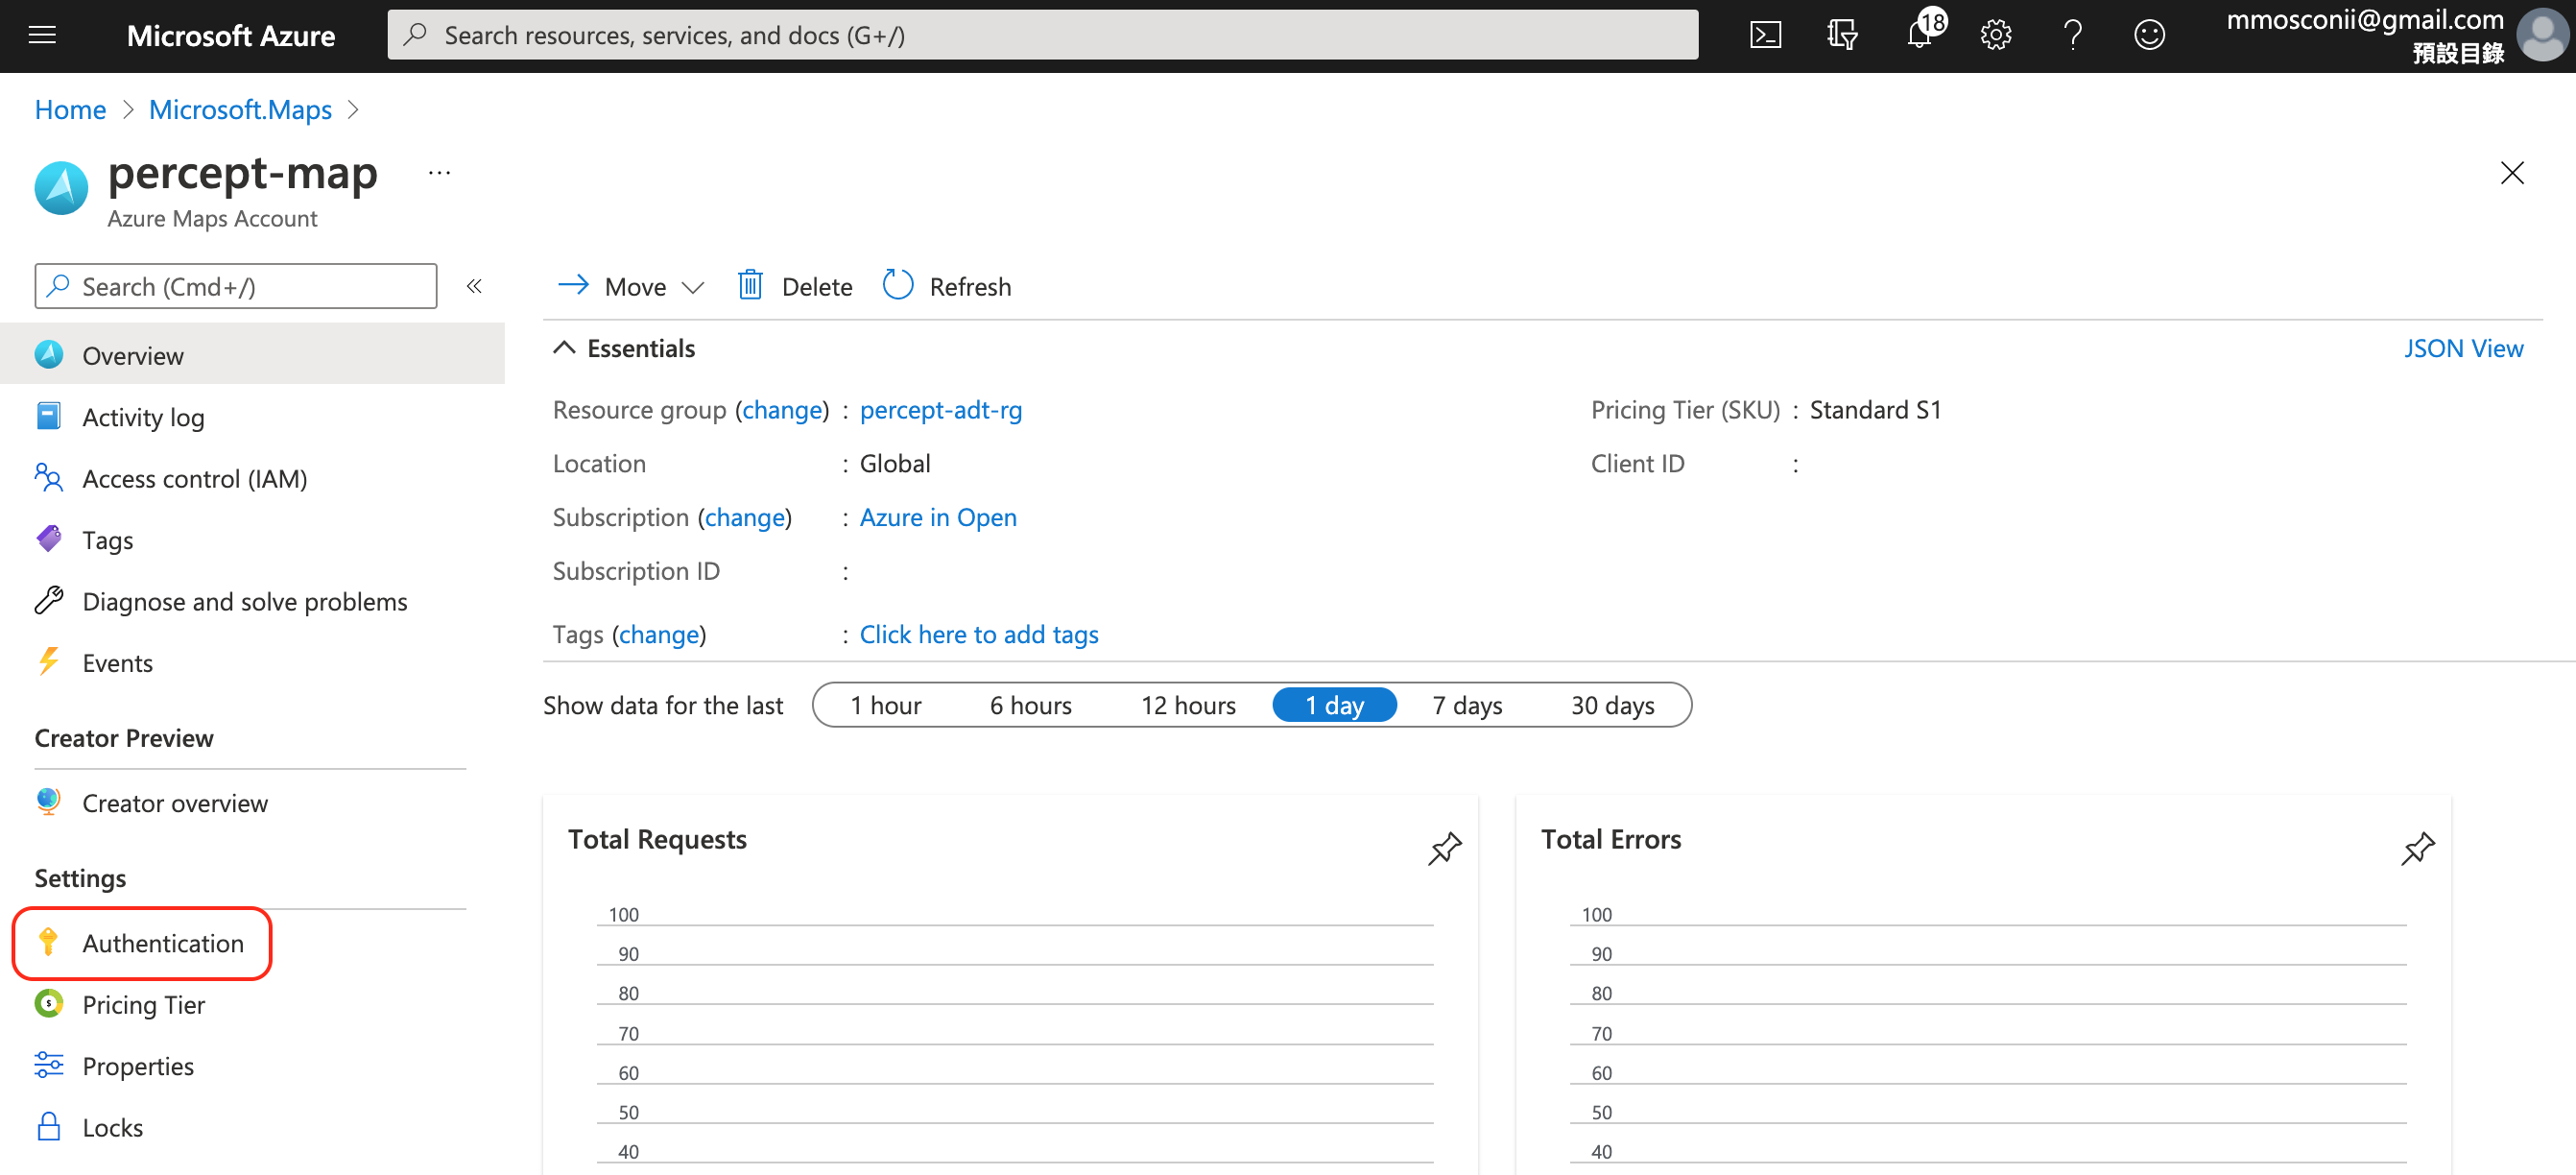 Microsoft Azure
Search resources, services, and docs (G+/)
18
mmosconii@gmail.com
預設目錄
Home > Microsoft.Maps >
percept-map ...
Azure Maps Account
Search (Cmd+/)
«
Overview
Activity log
Access control (IAM)
Tags
Diagnose and solve problems
Events
Creator Preview
Creator overview
Settings
Authentication
Pricing Tier
Properties
Locks
Move
Delete
Refresh
Essentials
JSON View
Resource group (change) : percept-adt-rg
Location : Global
Subscription (change) : Azure in Open
Subscription ID :
Tags (change) : Click here to add tags
Pricing Tier (SKU) : Standard S1
Client ID :
Show data for the last 1 hour 6 hours 12 hours 1 day 7 days 30 days
Total Requests
100
90
80
70
60
50
40
Total Errors
100
90
80
70
60
50
40